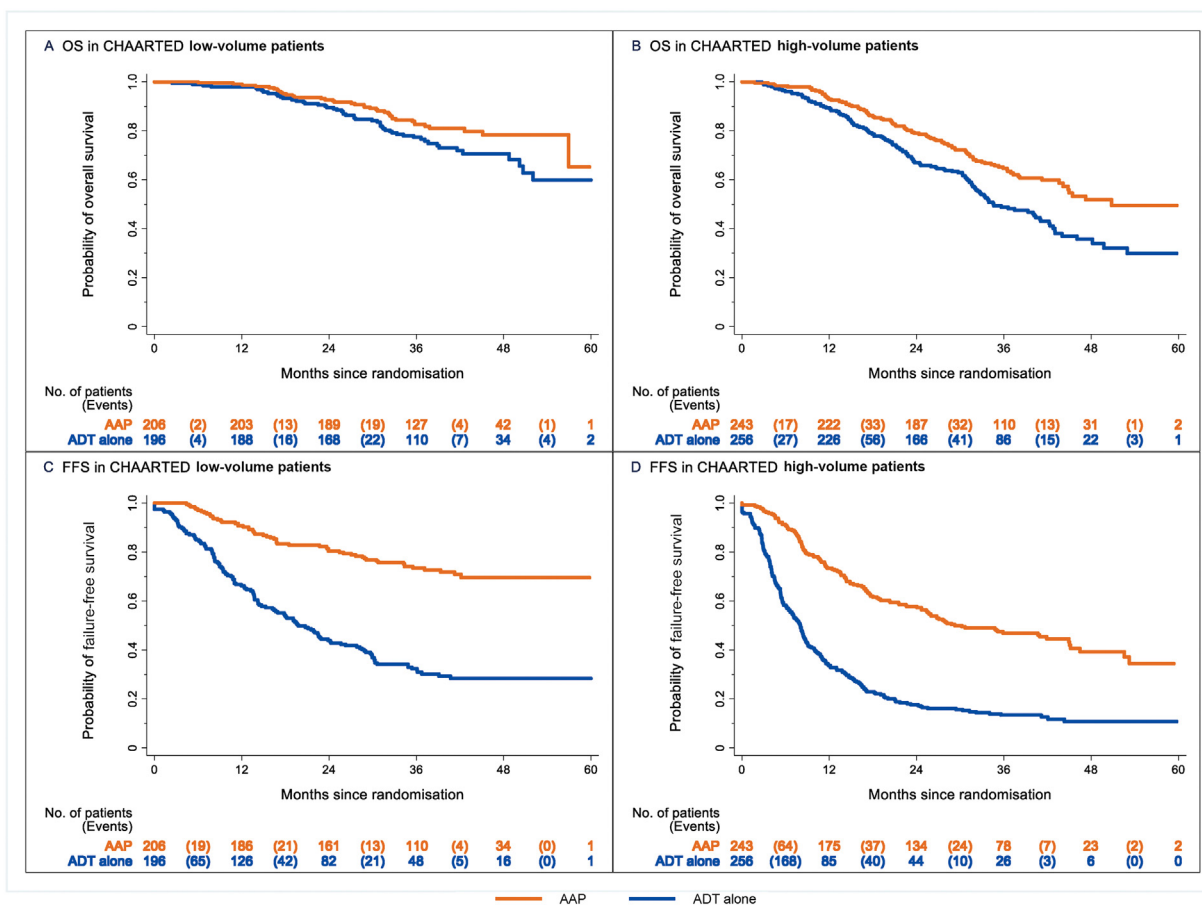 A OS in CHAARTED low-volume patients
Probability of overall survival
1.0
0.8
0.6
0.4
0.2
0
0 12 24 36 48 60
Months since randomisation
No. of patients
(Events)
AAP 206 (2) 203 (13) 189 (19) 127 (4) 42 (1) 1
ADT alone 196 (4) 188 (16) 168 (22) 110 (7) 34 (4) 2
B OS in CHAARTED high-volume patients
Probability of overall survival
1.0
0.8
0.6
0.4
0.2
0
0 12 24 36 48 60
Months since randomisation
No. of patients
(Events)
AAP 243 (17) 222 (33) 187 (32) 110 (13) 31 (1) 2
ADT alone 256 (27) 226 (56) 166 (41) 86 (15) 22 (3) 1
C FFS in CHAARTED low-volume patients
Probability of failure-free survival
1.0
0.8
0.6
0.4
0.2
0
0 12 24 36 48 60
Months since randomisation
No. of patients
(Events)
AAP 206 (19) 186 (21) 161 (13) 110 (4) 34 (0) 1
ADT alone 196 (65) 126 (42) 82 (21) 48 (5) 16 (0) 1
D FFS in CHAARTED high-volume patients
Probability of failure-free survival
1.0
0.8
0.6
0.4
0.2
0
0 12 24 36 48 60
Months since randomisation
No. of patients
(Events)
AAP 243 (64) 175 (37) 134 (24) 78 (7) 23 (2) 2
ADT alone 256 (168) 85 (40) 44 (10) 26 (3) 6 (0) 0
AAP ADT alone